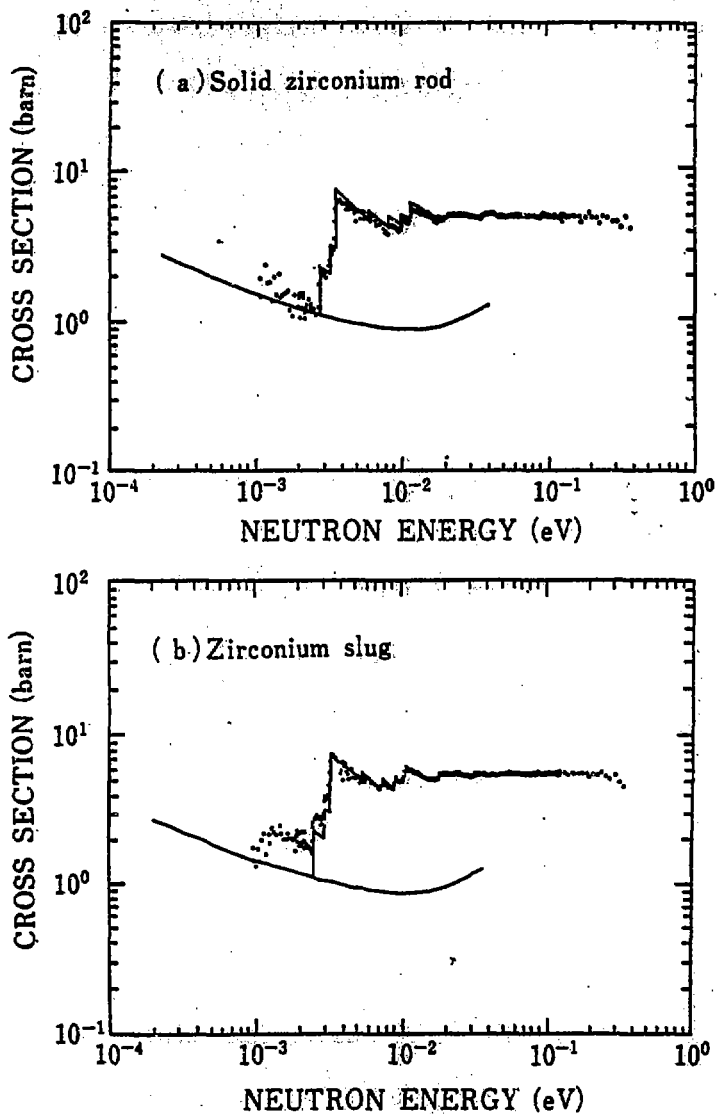 10²
(a) Solid zirconium rod
10¹
10⁰
10⁻¹
CROSS SECTION (barn)
10⁻⁴ 10⁻³ 10⁻² 10⁻¹ 10⁰
NEUTRON ENERGY (eV)
10²
(b) Zirconium slug
10¹
10⁰
10⁻¹
CROSS SECTION (barn)
10⁻⁴ 10⁻³ 10⁻² 10⁻¹ 10⁰
NEUTRON ENERGY (eV)